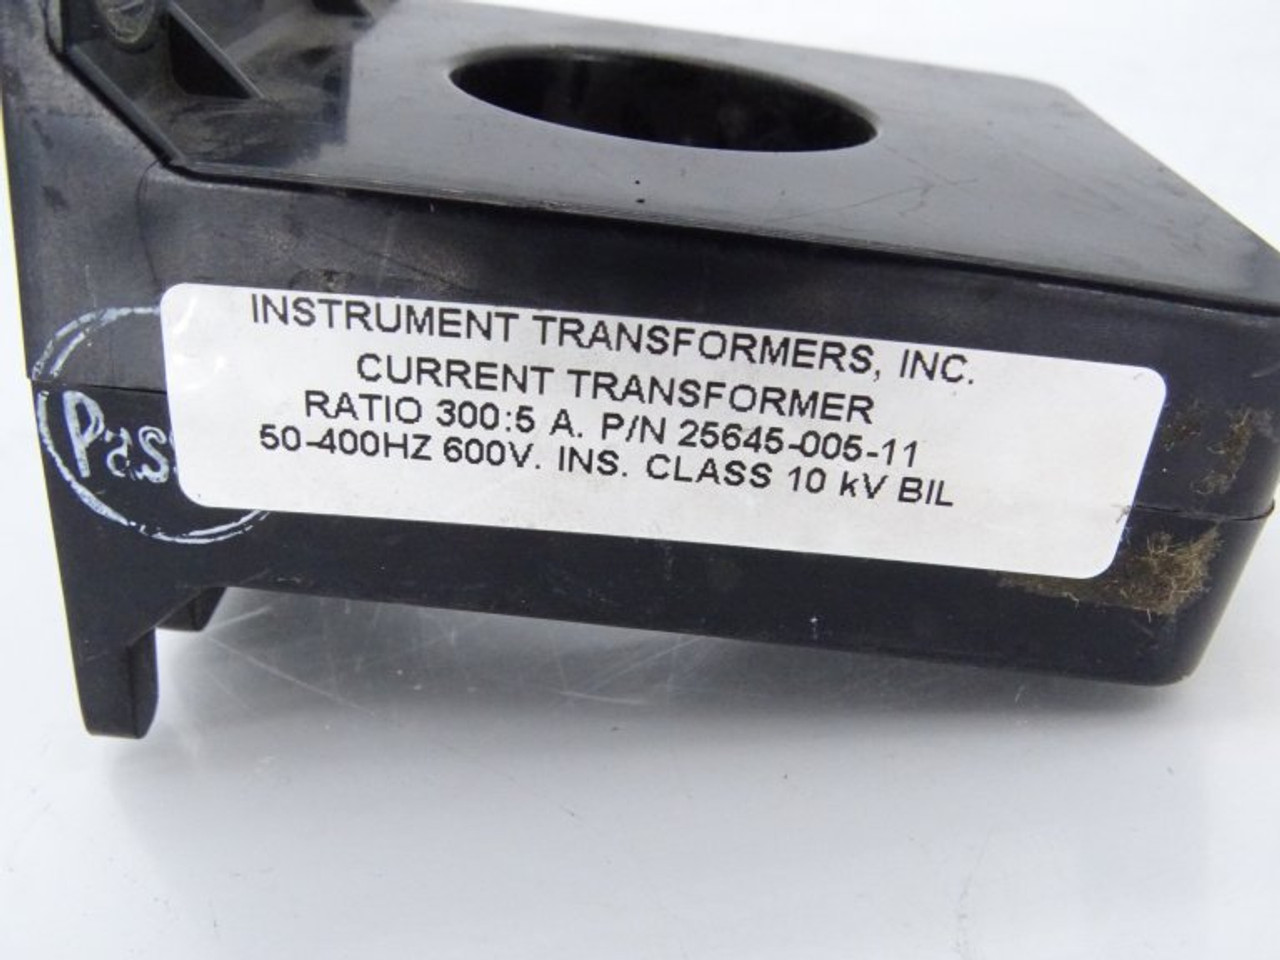 INSTRUMENT TRANSFORMERS, INC.
CURRENT TRANSFORMER
RATIO 300:5 A. P/N 25645-005-11
50-400HZ 600V. INS. CLASS 10 kV BIL
Pass